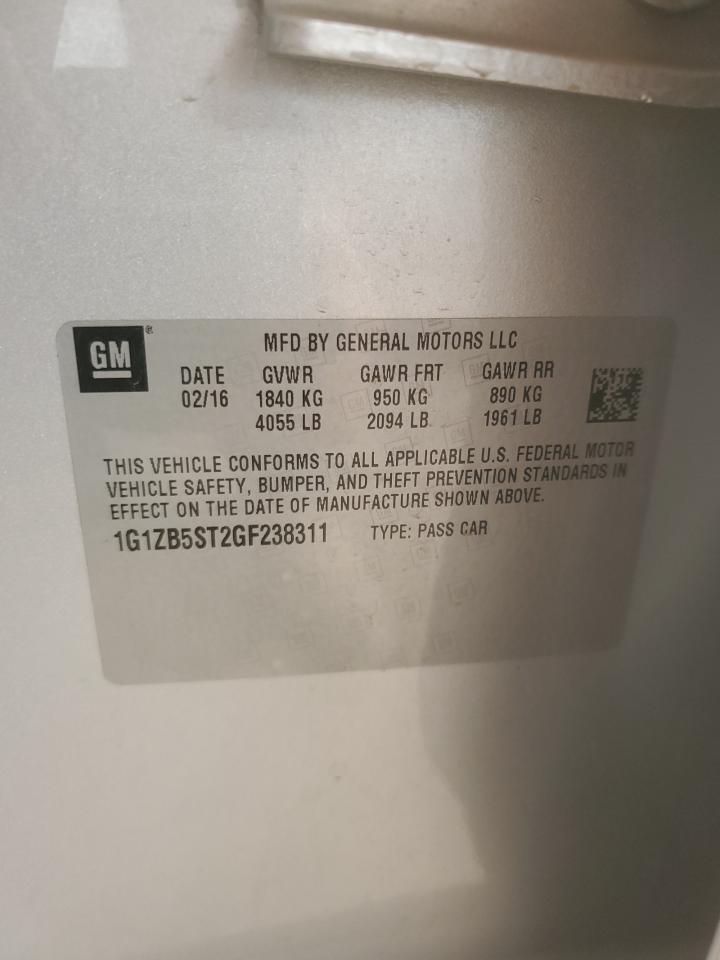 GM
MFD BY GENERAL MOTORS LLC
DATE GVWR GAWR FRT GAWR RR
02/16 1840 KG 950 KG 890 KG
4055 LB 2094 LB 1961 LB
THIS VEHICLE CONFORMS TO ALL APPLICABLE U.S. FEDERAL MOTOR
VEHICLE SAFETY, BUMPER, AND THEFT PREVENTION STANDARDS IN
EFFECT ON THE DATE OF MANUFACTURE SHOWN ABOVE.
1G1ZB5ST2GF238311 TYPE: PASS CAR